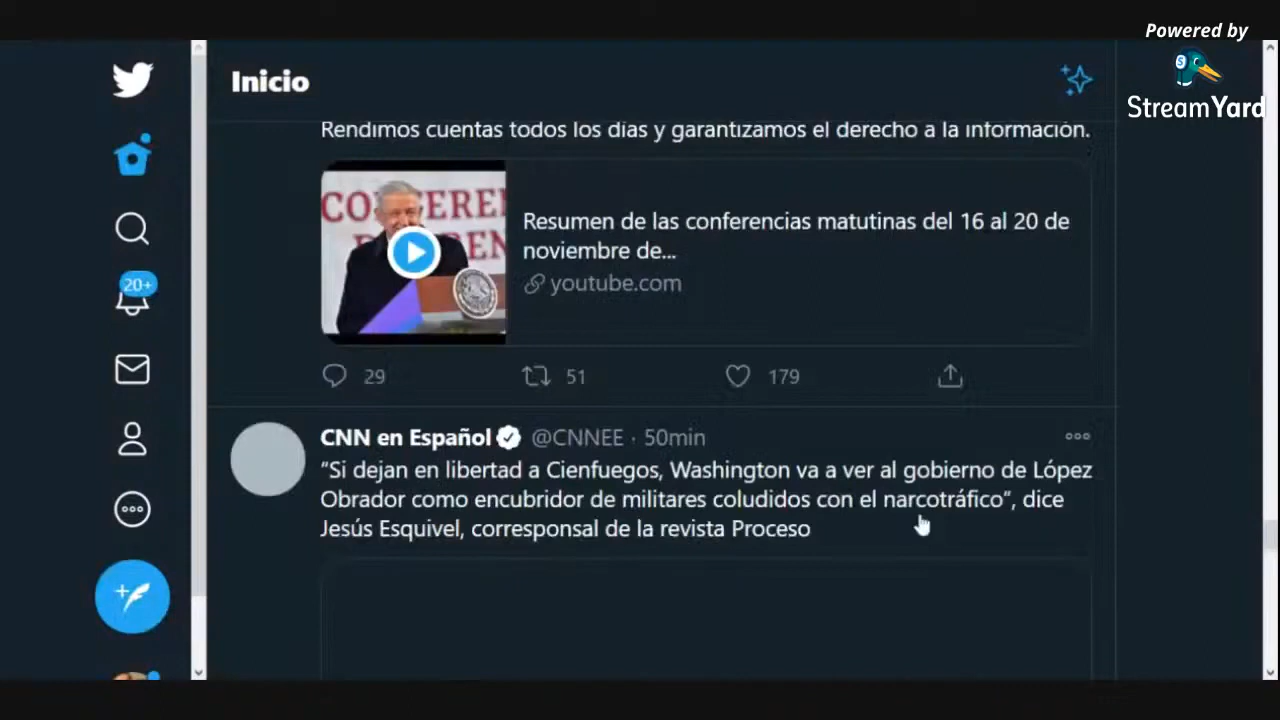 Powered by
StreamYard
Inicio
Rendimos cuentas todos los días y garantizamos el derecho a la información.
CONFEREN
Resumen de las conferencias matutinas del 16 al 20 de
noviembre de...
youtube.com
20+
29
51
179
CNN en Español @CNNEE · 50min
“Si dejan en libertad a Cienfuegos, Washington va a ver al gobierno de López
Obrador como encubridor de militares coludidos con el narcotráfico”, dice
Jesús Esquivel, corresponsal de la revista Proceso